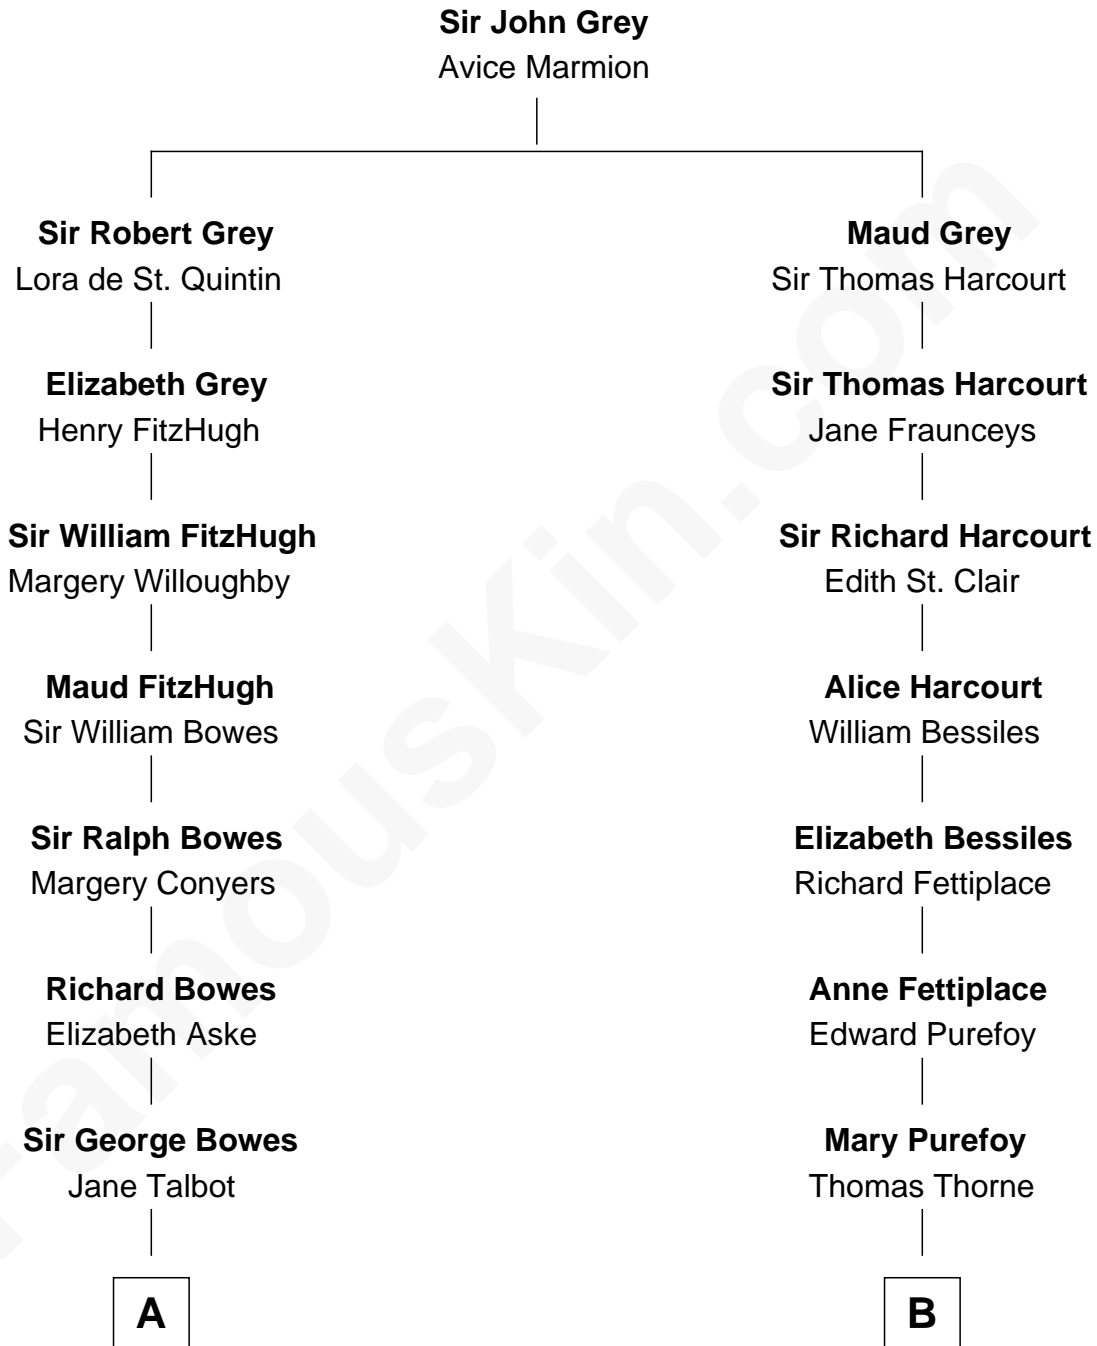 Sir John Grey
Avice Marmion
Sir Robert Grey
Lora de St. Quintin
Maud Grey
Sir Thomas Harcourt
Elizabeth Grey
Henry FitzHugh
Sir Thomas Harcourt
Jane Fraunceys
Sir William FitzHugh
Margery Willoughby
Sir Richard Harcourt
Edith St. Clair
Maud FitzHugh
Sir William Bowes
Alice Harcourt
William Bessiles
Sir Ralph Bowes
Margery Conyers
Elizabeth Bessiles
Richard Fettiplace
Richard Bowes
Elizabeth Aske
Anne Fettiplace
Edward Purefoy
Sir George Bowes
Jane Talbot
Mary Purefoy
Thomas Thorne
A
B
FamousKin.com